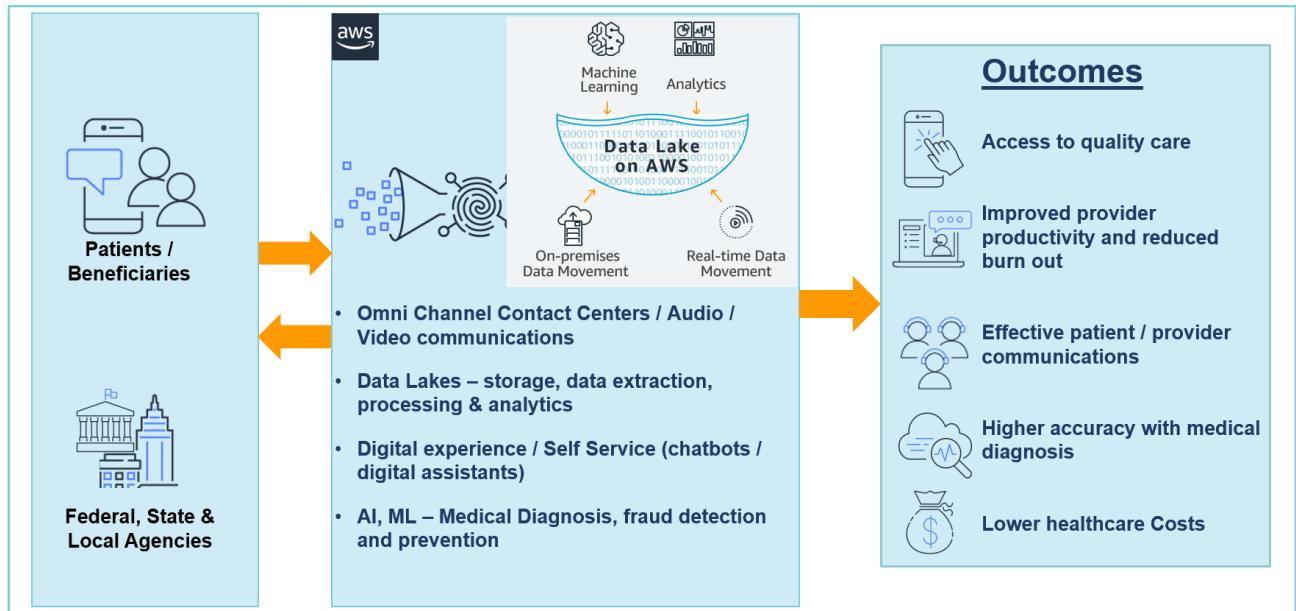 Patients /
Beneficiaries
Federal, State &
Local Agencies
aws
Machine
Learning
Analytics
Data Lake
on AWS
On-premises
Data Movement
Real-time Data
Movement
• Omni Channel Contact Centers / Audio /
Video communications
• Data Lakes – storage, data extraction,
processing & analytics
• Digital experience / Self Service (chatbots /
digital assistants)
• AI, ML – Medical Diagnosis, fraud detection
and prevention
Outcomes
Access to quality care
Improved provider
productivity and reduced
burn out
Effective patient / provider
communications
Higher accuracy with medical
diagnosis
$
Lower healthcare Costs